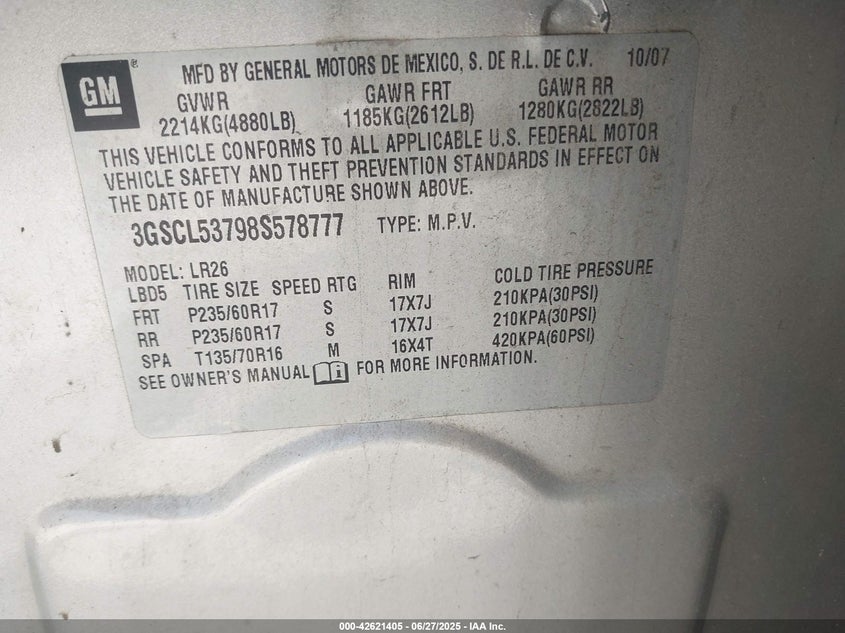 GM
®
MFD BY GENERAL MOTORS DE MEXICO, S. DE R.L. DE C.V. 10/07
GVWR GAWR FRT GAWR RR
2214KG(4880LB) 1185KG(2612LB) 1280KG(2822LB)
THIS VEHICLE CONFORMS TO ALL APPLICABLE U.S. FEDERAL MOTOR
VEHICLE SAFETY AND THEFT PREVENTION STANDARDS IN EFFECT ON
THE DATE OF MANUFACTURE SHOWN ABOVE.
3GSCL53798S578777 TYPE: M.P.V.
MODEL: LR26
LBD5 TIRE SIZE SPEED RTG RIM COLD TIRE PRESSURE
FRT P235/60R17 S 17X7J 210KPA(30PSI)
RR P235/60R17 S 17X7J 210KPA(30PSI)
SPA T135/70R16 M 16X4T 420KPA(60PSI)
SEE OWNER'S MANUAL i FOR MORE INFORMATION.
000-42621405 - 06/27/2025 - IAA Inc.